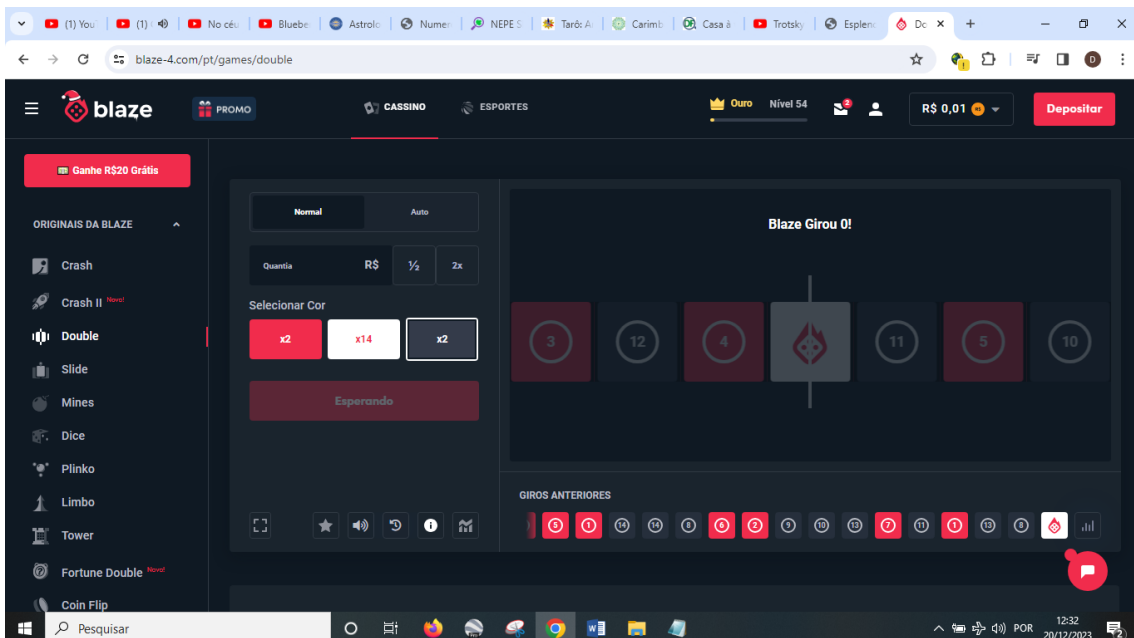 (1) You
(1)
No céu
Bluebe
Astrolo
Numer
NEPE S
Tarô: A
Carimb
Casa á
Trotsky
Esplen
Do
blaze-4.com/pt/games/double
D
blaze
PROMO
CASSINO
ESPORTES
Ouro Nível 54
2
R$ 0,01
Depositar
Ganhe R$20 Grátis
ORIGINAIS DA BLAZE
Crash
Crash II Novo!
Double
Slide
Mines
Dice
Plinko
Limbo
Tower
Fortune Double Novo!
Coin Flip
Normal Auto
Quantia R$ ½ 2x
Selecionar Cor
x2 x14 x2
Esperando
Blaze Girou 0!
3 12 4 11 5 10
GIROS ANTERIORES
5 1 14 14 8 6 2 9 10 13 7 11 1 13 8
Pesquisar
POR
12:32
20/12/2023
2